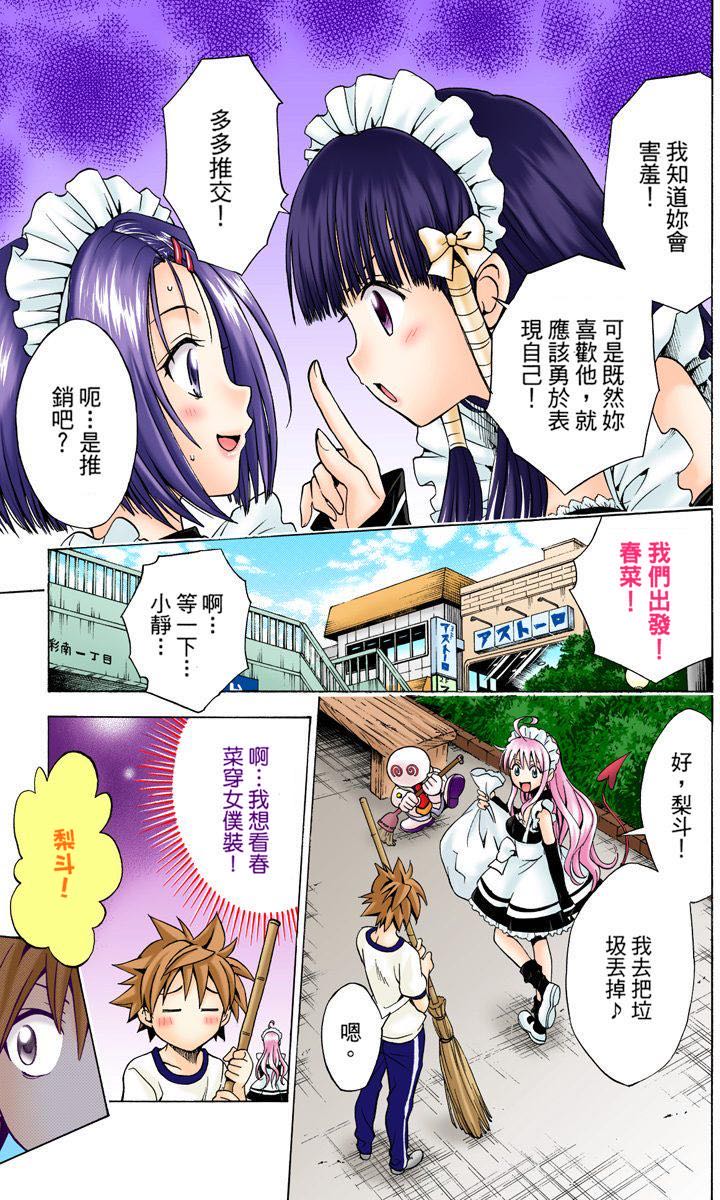 我知道妳會
害羞！
可是既然妳
喜歡他，就
應該勇於表
現自己！
多多推交！
呃…是推
銷吧？
我們出發！
春菜！
啊…
等一下…
小靜…
アストーロ
アストーロ
彩南一丁目
好，梨斗！
我去把垃
圾丟掉♪
嗯。
啊…我想看春
菜穿女僕裝！
梨斗！